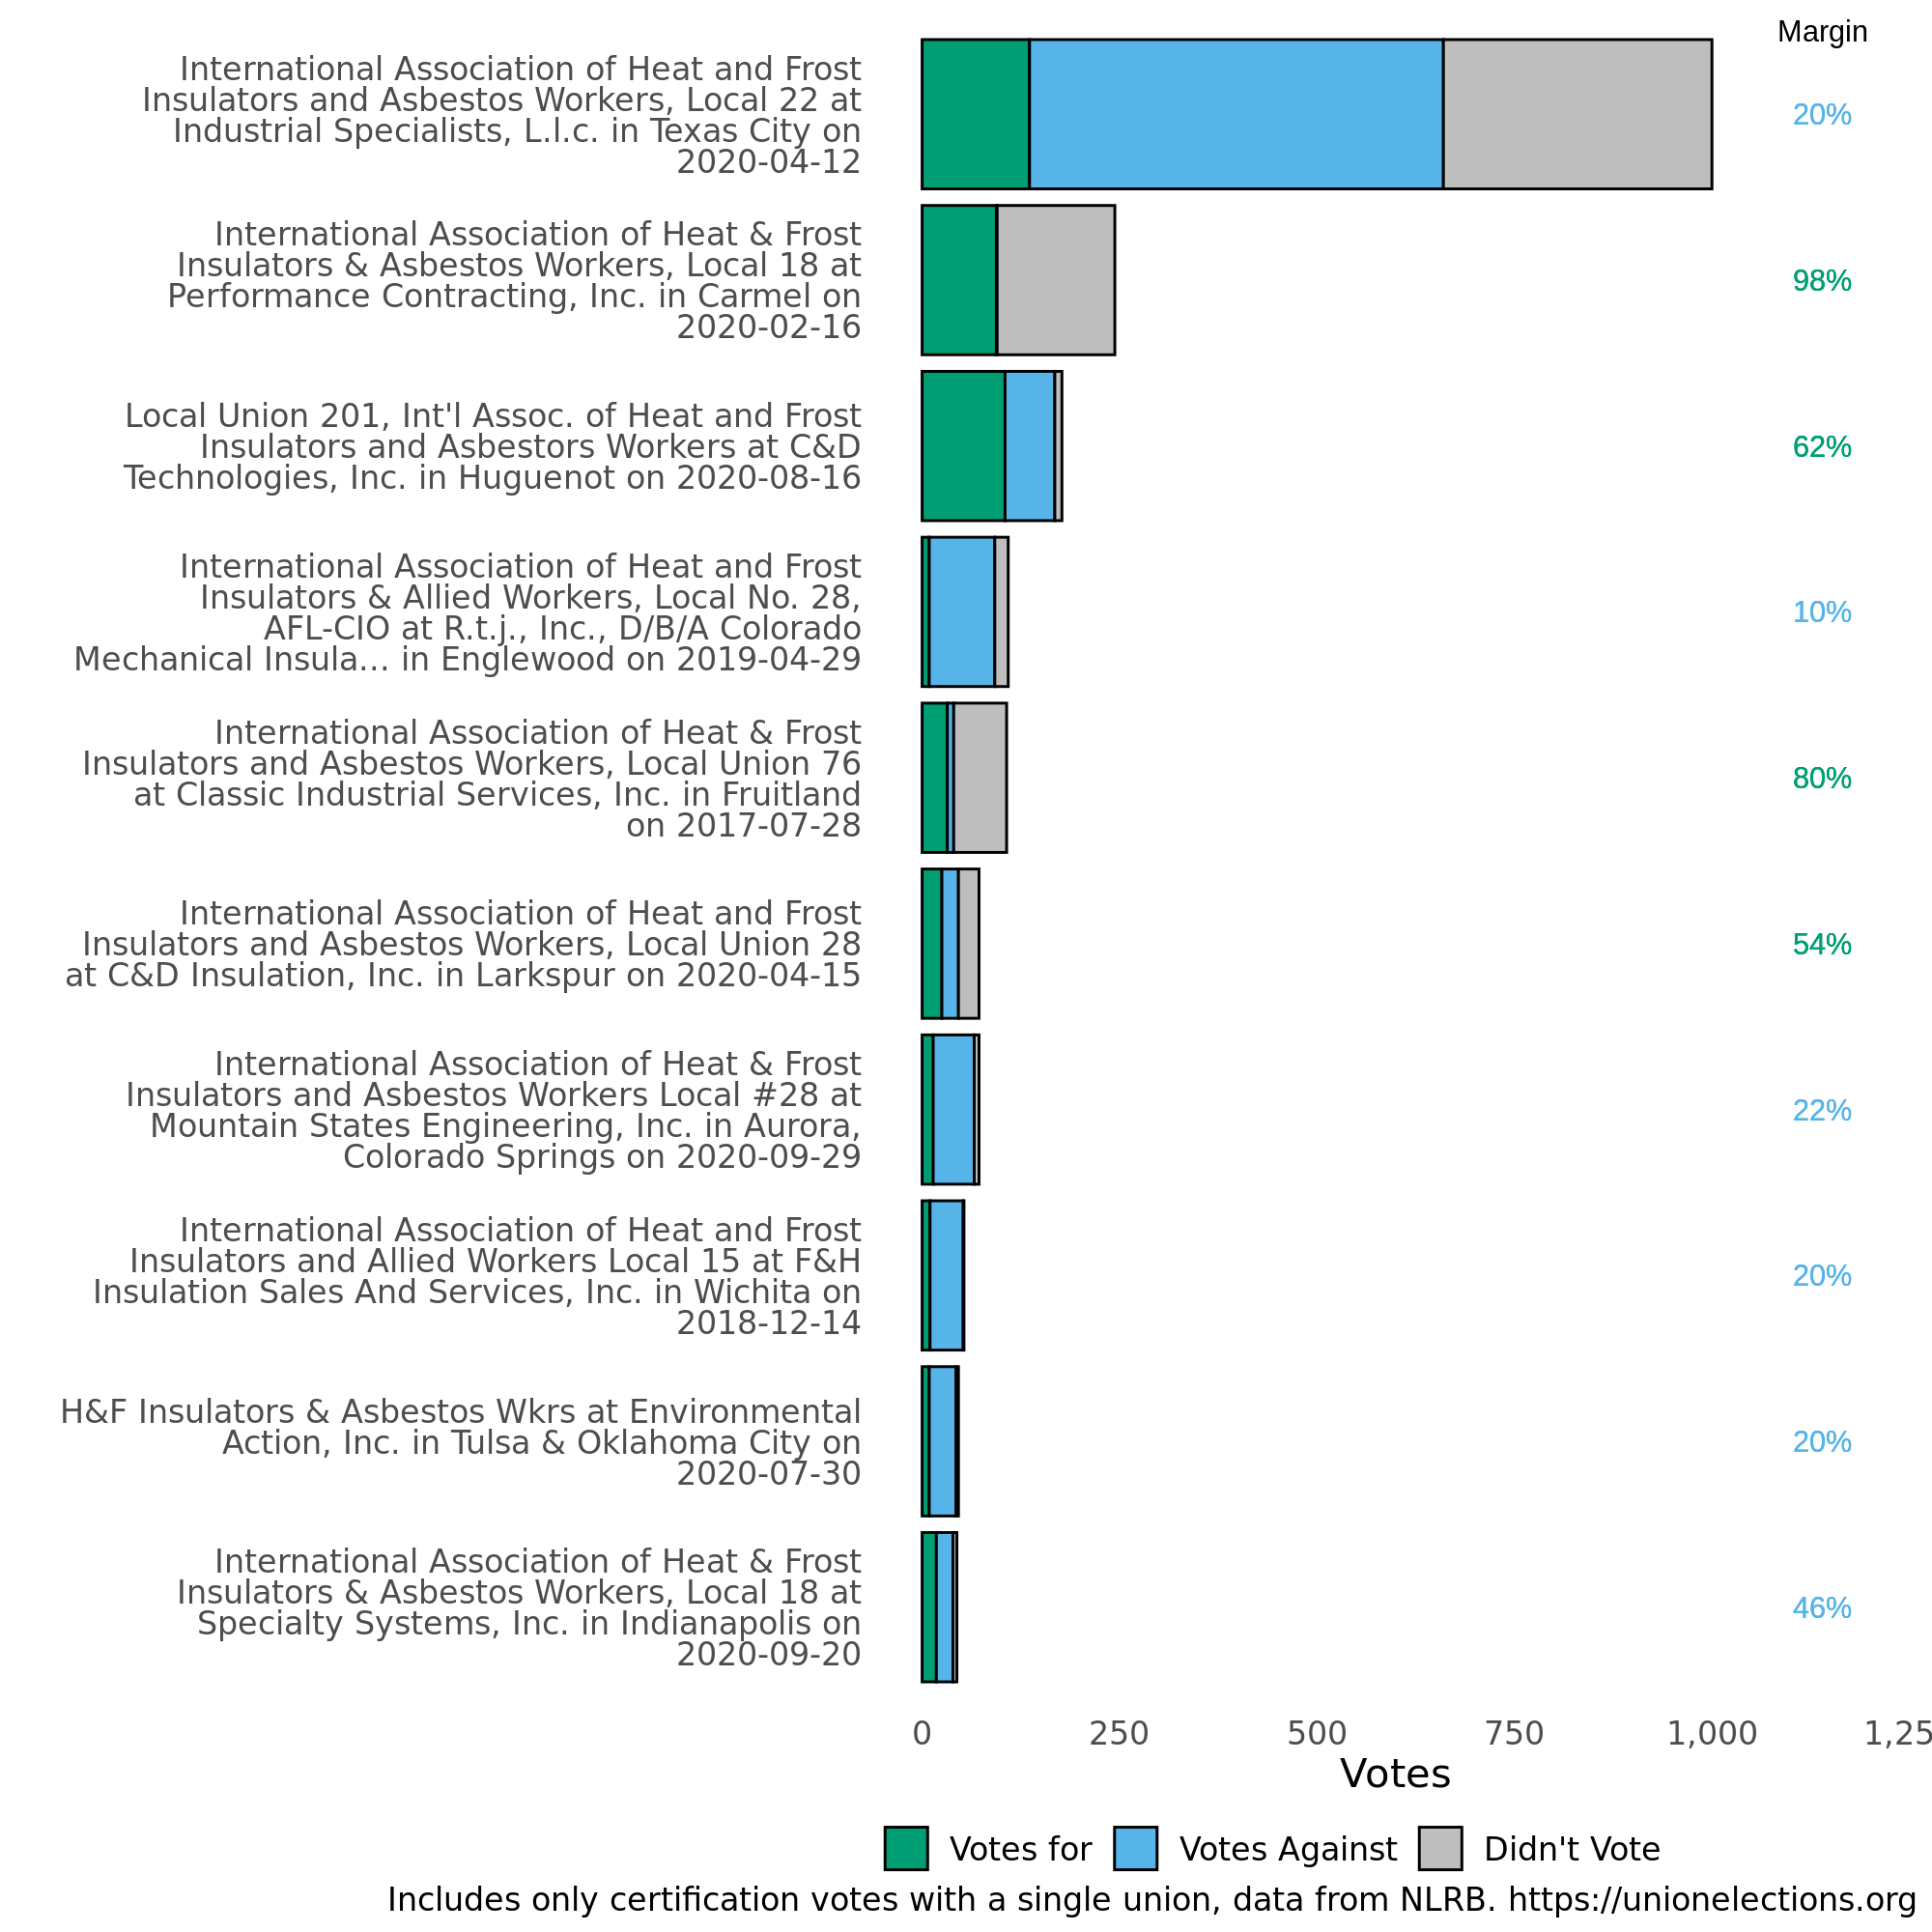 Margin
International Association of Heat and Frost
Insulators and Asbestos Workers, Local 22 at
Industrial Specialists, L.l.c. in Texas City on
2020-04-12
20%
International Association of Heat & Frost
Insulators & Asbestos Workers, Local 18 at
Performance Contracting, Inc. in Carmel on
2020-02-16
98%
Local Union 201, Int'l Assoc. of Heat and Frost
Insulators and Asbestors Workers at C&D
Technologies, Inc. in Huguenot on 2020-08-16
62%
International Association of Heat and Frost
Insulators & Allied Workers, Local No. 28,
AFL-CIO at R.t.j., Inc., D/B/A Colorado
Mechanical Insula... in Englewood on 2019-04-29
10%
International Association of Heat & Frost
Insulators and Asbestos Workers, Local Union 76
at Classic Industrial Services, Inc. in Fruitland
on 2017-07-28
80%
International Association of Heat and Frost
Insulators and Asbestos Workers, Local Union 28
at C&D Insulation, Inc. in Larkspur on 2020-04-15
54%
International Association of Heat & Frost
Insulators and Asbestos Workers Local #28 at
Mountain States Engineering, Inc. in Aurora,
Colorado Springs on 2020-09-29
22%
International Association of Heat and Frost
Insulators and Allied Workers Local 15 at F&H
Insulation Sales And Services, Inc. in Wichita on
2018-12-14
20%
H&F Insulators & Asbestos Wkrs at Environmental
Action, Inc. in Tulsa & Oklahoma City on
2020-07-30
20%
International Association of Heat & Frost
Insulators & Asbestos Workers, Local 18 at
Specialty Systems, Inc. in Indianapolis on
2020-09-20
46%
0 250 500 750 1,000 1,25
Votes
Votes for Votes Against Didn't Vote
Includes only certification votes with a single union, data from NLRB. https://unionelections.org